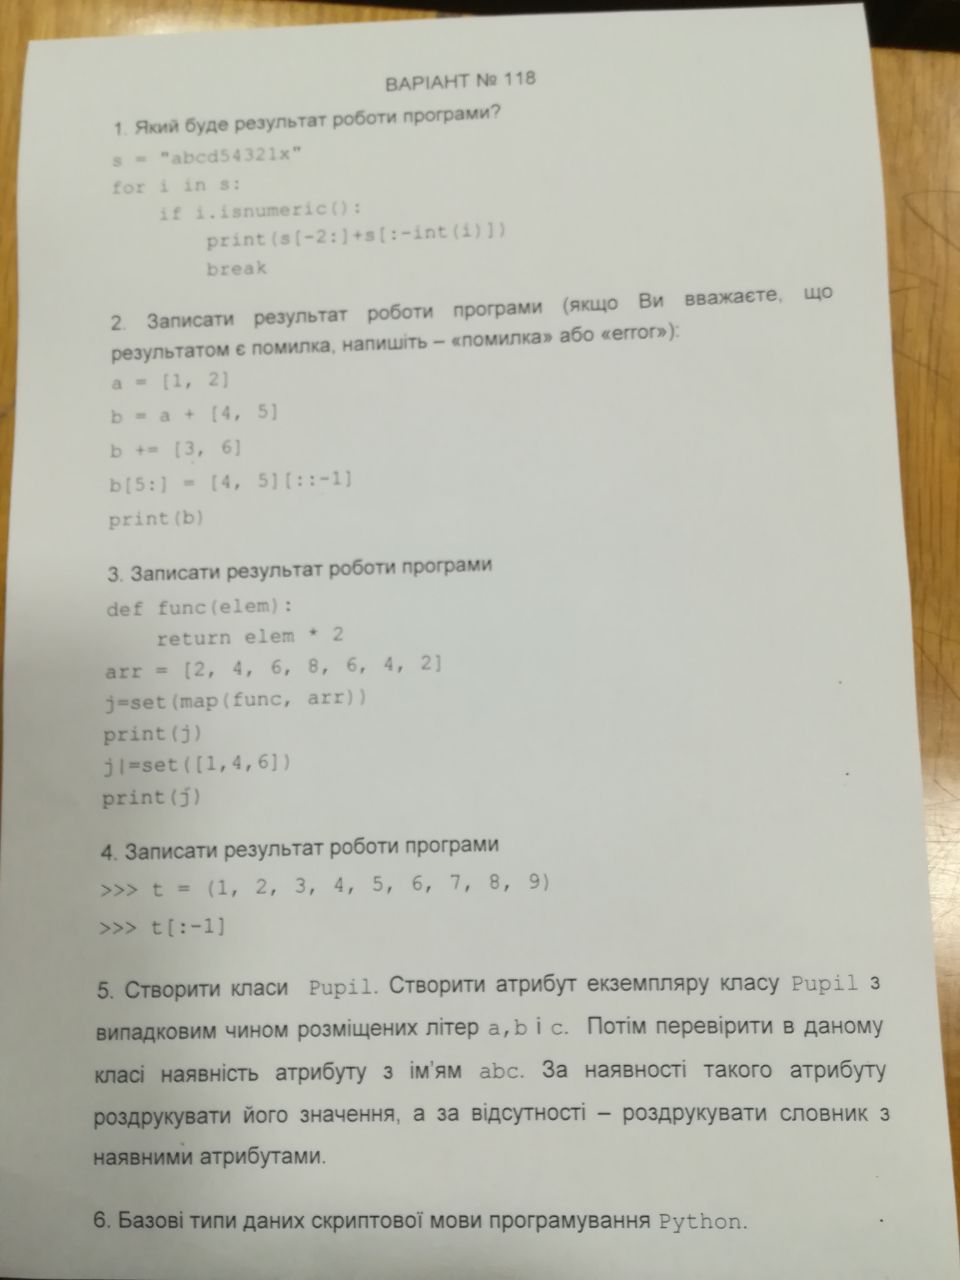 ВАРІАНТ № 118
1. Який буде результат роботи програми?
s = "abcd54321x"
for i in s:
    if i.isnumeric():
        print(s[-2:]+s[:-int(i)])
        break
2. Записати результат роботи програми (якщо Ви вважаєте, що
результатом є помилка, напишіть – «помилка» або «error»):
a = [1, 2]
b = a + [4, 5]
b += [3, 6]
b[5:] = [4, 5][::-1]
print(b)
3. Записати результат роботи програми
def func(elem):
    return elem * 2
arr = [2, 4, 6, 8, 6, 4, 2]
j=set(map(func, arr))
print(j)
j|=set([1,4,6])
print(j)
4. Записати результат роботи програми
>>> t = (1, 2, 3, 4, 5, 6, 7, 8, 9)
>>> t[:-1]
5. Створити класи Pupil. Створити атрибут екземпляру класу Pupil з
випадковим чином розміщених літер a,b і c. Потім перевірити в даному
класі наявність атрибуту з ім'ям abc. За наявності такого атрибуту
роздрукувати його значення, а за відсутності – роздрукувати словник з
наявними атрибутами.
6. Базові типи даних скриптової мови програмування Python.